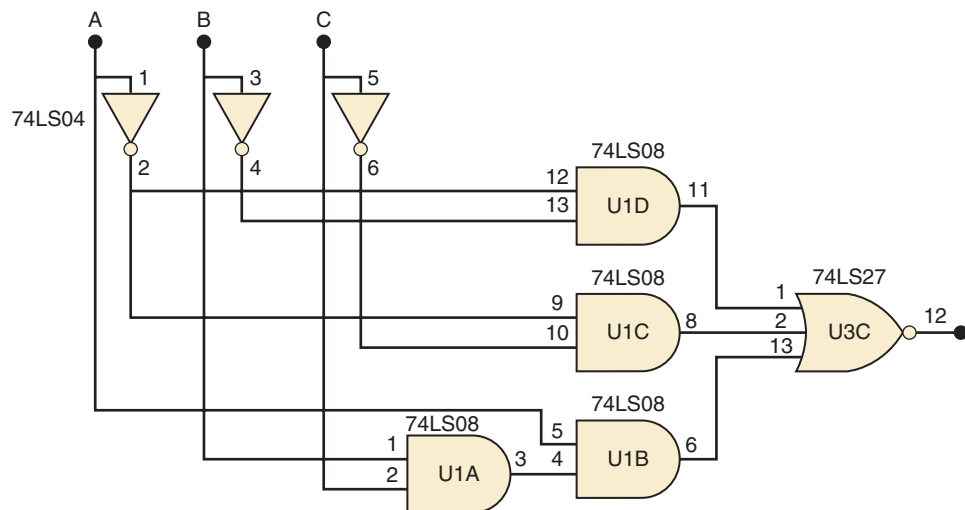 A B C
1 3 5
74LS04
2 4 6
74LS08
12 U1D 11
13
74LS08 74LS27
9 1 12
10 U1C 8 2 U3C
13
74LS08
74LS08 5
1 3 4 U1B 6
2 U1A